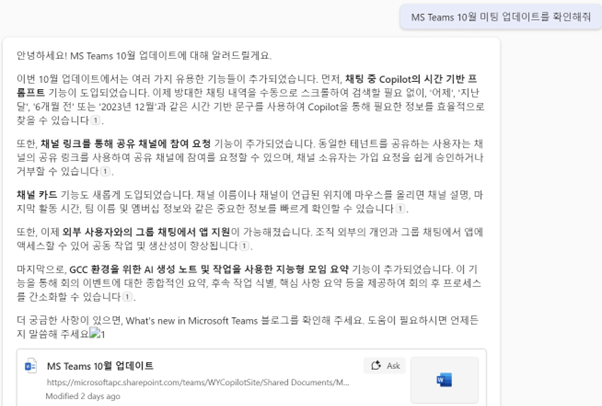 MS Teams 10월 미팅 업데이트를 확인해줘
안녕하세요! MS Teams 10월 업데이트에 대해 알려드릴게요.
이번 10월 업데이트에서는 여러 가지 유용한 기능들이 추가되었습니다. 먼저, 채팅 중 Copilot의 시간 기반 프
롬프트 기능이 도입되었습니다. 이제 방대한 채팅 내역을 수동으로 스크롤하여 검색할 필요 없이, '어제', '지난
달', '6개월 전' 또는 '2023년 12월'과 같은 시간 기반 문구를 사용하여 Copilot을 통해 필요한 정보를 효율적으로
찾을 수 있습니다 1.
또한, 채널 링크를 통해 공유 채널에 참여 요청 기능이 추가되었습니다. 동일한 테넌트를 공유하는 사용자는 채
널의 공유 링크를 사용하여 공유 채널에 참여를 요청할 수 있으며, 채널 소유자는 가입 요청을 쉽게 승인하거나
거부할 수 있습니다 1.
채널 카드 기능도 새롭게 도입되었습니다. 채널 이름이나 채널이 언급된 위치에 마우스를 올리면 채널 설명, 마
지막 활동 시간, 팀 이름 및 멤버십 정보와 같은 중요한 정보를 빠르게 확인할 수 있습니다 1.
또한, 이제 외부 사용자와의 그룹 채팅에서 앱 지원이 가능해졌습니다. 조직 외부의 개인과 그룹 채팅에서 앱에
액세스할 수 있어 공동 작업 및 생산성이 향상됩니다 1.
마지막으로, GCC 환경을 위한 AI 생성 노트 및 작업을 사용한 지능형 모임 요약 기능이 추가되었습니다. 이 기
능을 통해 회의 이벤트에 대한 종합적인 요약, 후속 작업 식별, 핵심 사항 요약 등을 제공하여 회의 후 프로세스
를 간소화할 수 있습니다 1.
더 궁금한 사항이 있으면, What's new in Microsoft Teams 블로그를 확인해 주세요. 도움이 필요하시면 언제든
지 말씀해 주세요 1
MS Teams 10월 업데이트
Ask
https://microsoftapc.sharepoint.com/teams/WYCopilotSite/Shared Documents/M...
Modified 2 days ago